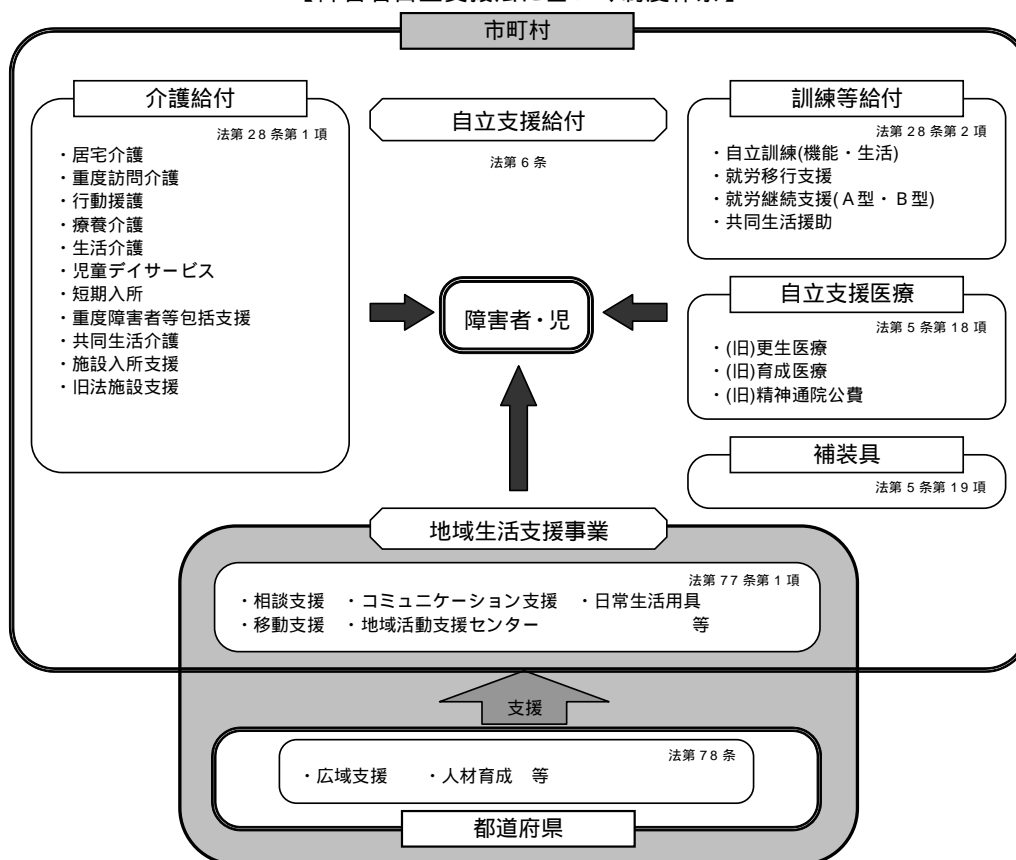 市町村
介護給付
法第28条第1項
・居宅介護
・重度訪問介護
・行動援護
・療養介護
・生活介護
・児童デイサービス
・短期入所
・重度障害者等包括支援
・共同生活介護
・施設入所支援
・旧法施設支援
自立支援給付
法第6条
訓練等給付
法第28条第2項
・自立訓練(機能・生活)
・就労移行支援
・就労継続支援(A型・B型)
・共同生活援助
障害者・児
自立支援医療
法第5条第18項
・(旧)更生医療
・(旧)育成医療
・(旧)精神通院公費
補装具
法第5条第19項
地域生活支援事業
法第77条第1項
・相談支援 ・コミュニケーション支援 ・日常生活用具
・移動支援 ・地域活動支援センター 等
支援
法第78条
・広域支援 ・人材育成 等
都道府県